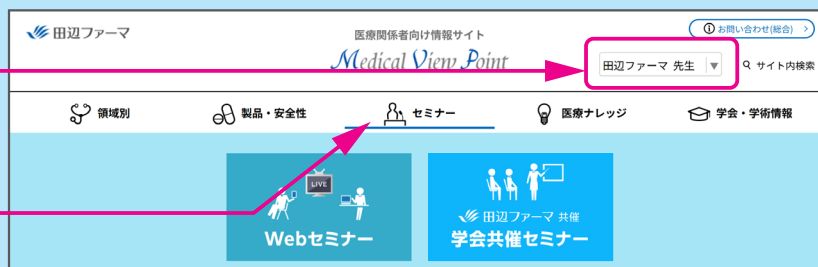 田辺ファーマ
医療関係者向け情報サイト
Medical View Point
お問い合わせ(総合)
田辺ファーマ 先生
サイト内検索
領域別
製品・安全性
セミナー
医療ナレッジ
学会・学術情報
LIVE
Webセミナー
田辺ファーマ 共催
学会共催セミナー